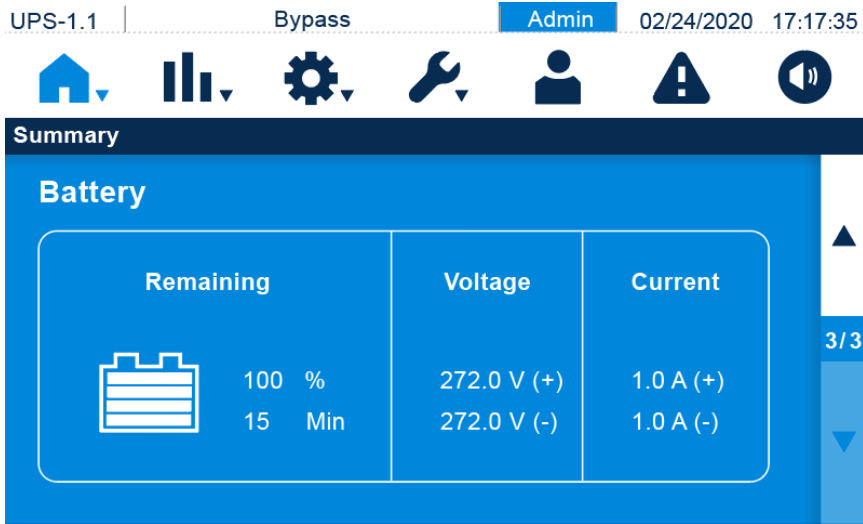 UPS-1.1 Bypass Admin 02/24/2020 17:17:35
Summary
Battery
Remaining Voltage Current
3/3
100 % 272.0 V (+) 1.0 A (+)
15 Min 272.0 V (-) 1.0 A (-)